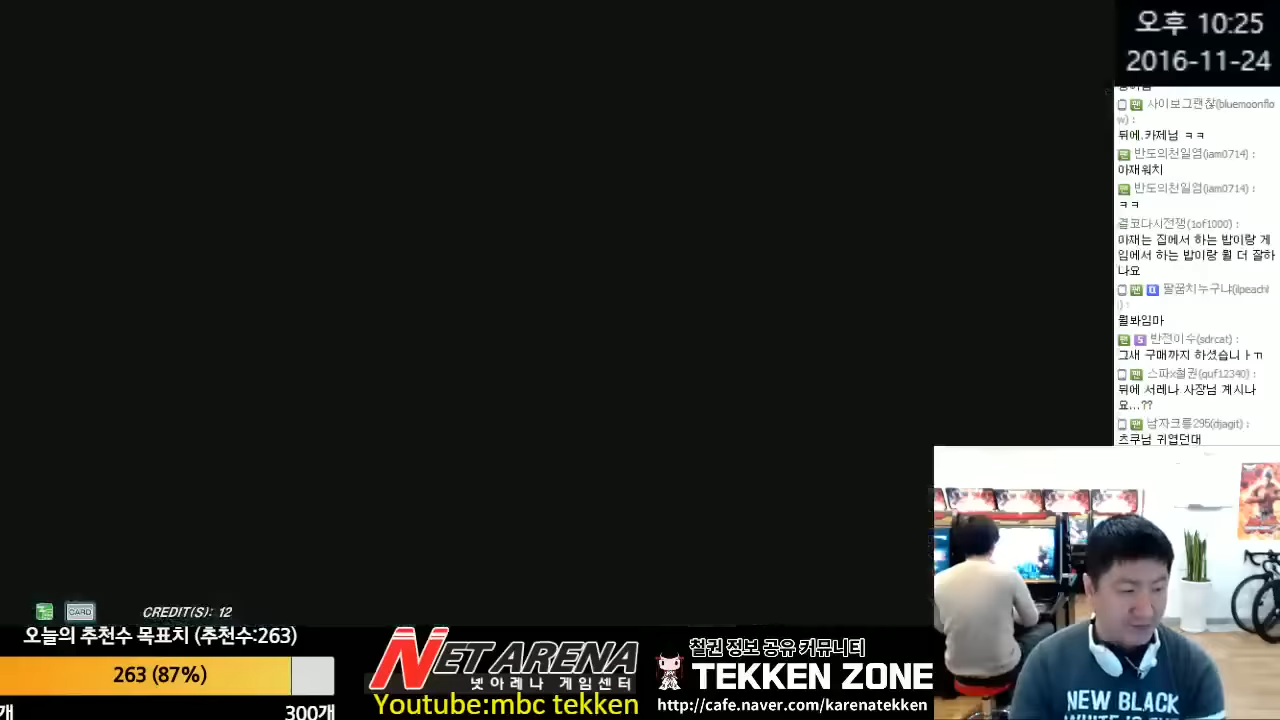 오후 10:25
2016-11-24
사이보그팬찮(bluemoonflo
w) :
뒤에.카제님 ㅋㅋ
반도의천일염(iam0714) :
아재워치
반도의천일염(iam0714) :
ㅋㅋ
결코다시전쟁(1of1000) :
아재는 집에서 하는 밥이랑 게
임에서 하는 밥이랑 뭘 더 잘하
나요
팔꿈치누구냐(ilpeachl
뭘봐임마
반전이수(sdrcat) :
그새 구매까지 하셨습니ㅏㄲ
스파x철권(quf12340) :
뒤에 서레나 사장님 계시나
요...??
남자크롱295(djagit) :
츠쿠님 귀엽던데
CARD
CREDIT(S): 12
오늘의 추천수 목표치 (추천수:263)
263 (87%)
개
300개
NET ARENA
넷아레나 게임센터
Youtube:mbc tekken
철권 정보 공유 커뮤니티
TEKKEN ZONE
http://cafe.naver.com/karenatekken
NEW BLACK